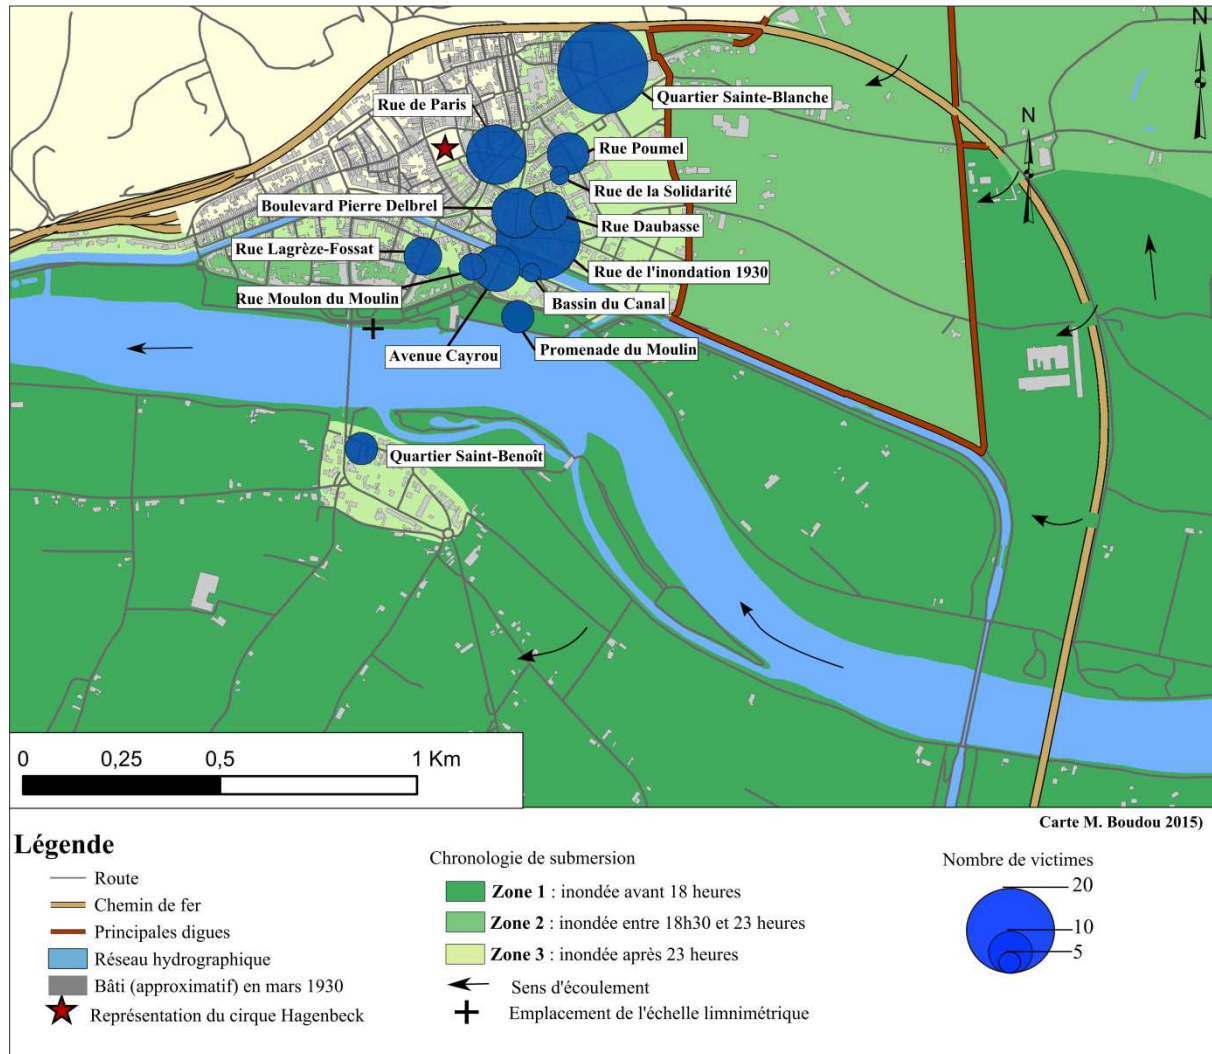 N
N
Rue de Paris
Quartier Sainte-Blanche
Rue Poumel
Rue de la Solidarité
Boulevard Pierre Delbrel
Rue Daubasse
Rue Lagrèze-Fossat
Rue de l'inondation 1930
Rue Moulon du Moulin
Bassin du Canal
Avenue Cayrou
Promenade du Moulin
Quartier Saint-Benoît
0 0,25 0,5 1 Km
Carte M. Boudou 2015)
Légende
Route
Chemin de fer
Principales digues
Réseau hydrographique
Bâti (approximatif) en mars 1930
Représentation du cirque Hagenbeck
Chronologie de submersion
Zone 1 : inondée avant 18 heures
Zone 2 : inondée entre 18h30 et 23 heures
Zone 3 : inondée après 23 heures
Sens d'écoulement
Emplacement de l'échelle limnimétrique
Nombre de victimes
20
10
5